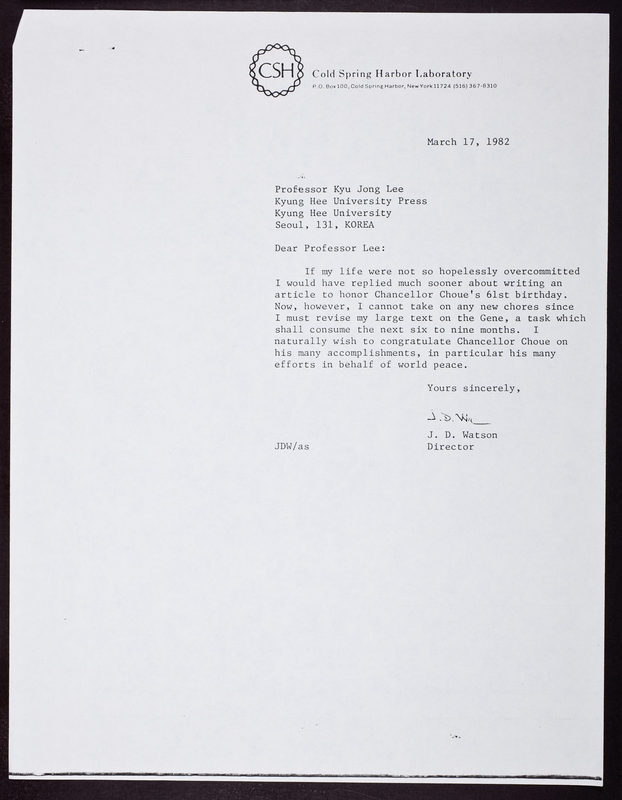 CSH
Cold Spring Harbor Laboratory
P.O. Box 100, Cold Spring Harbor, New York 11724 (516) 367-8310
March 17, 1982
Professor Kyu Jong Lee
Kyung Hee University Press
Kyung Hee University
Seoul, 131, KOREA
Dear Professor Lee:
If my life were not so hopelessly overcommitted
I would have replied much sooner about writing an
article to honor Chancellor Choue's 61st birthday.
Now, however, I cannot take on any new chores since
I must revise my large text on the Gene, a task which
shall consume the next six to nine months. I
naturally wish to congratulate Chancellor Choue on
his many accomplishments, in particular his many
efforts in behalf of world peace.
Yours sincerely,
J. D. W
J. D. Watson
JDW/as Director